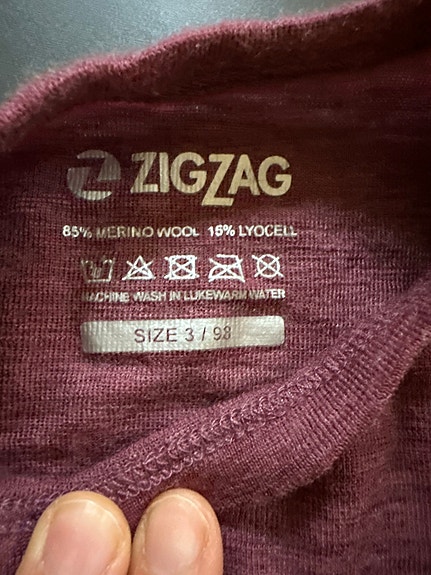 ZIGZAG
85% MERINO WOOL 15% LYOCELL
MACHINE WASH IN LUKEWARM WATER
SIZE 3 / 98